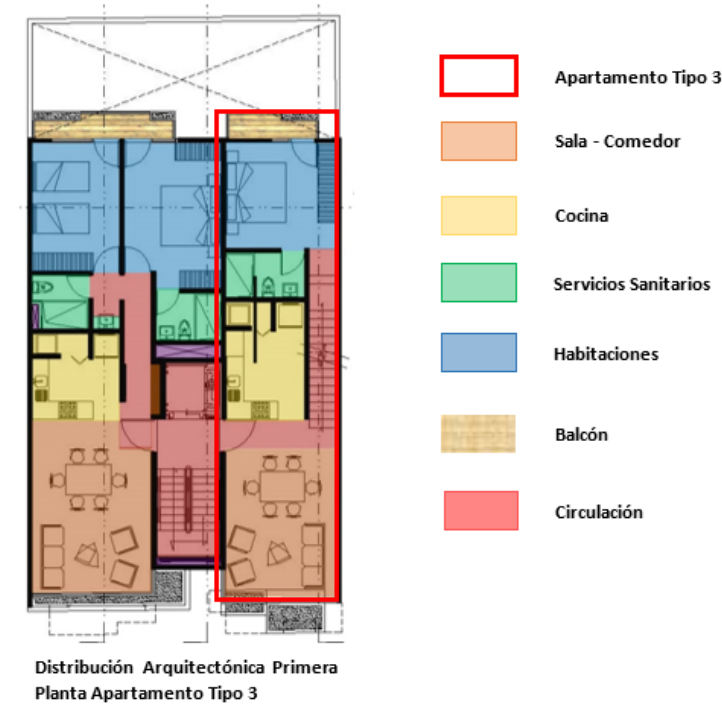 Apartamento Tipo 3
Sala - Comedor
Cocina
Servicios Sanitarios
Habitaciones
Balcón
Circulación
Distribución Arquitectónica Primera
Planta Apartamento Tipo 3